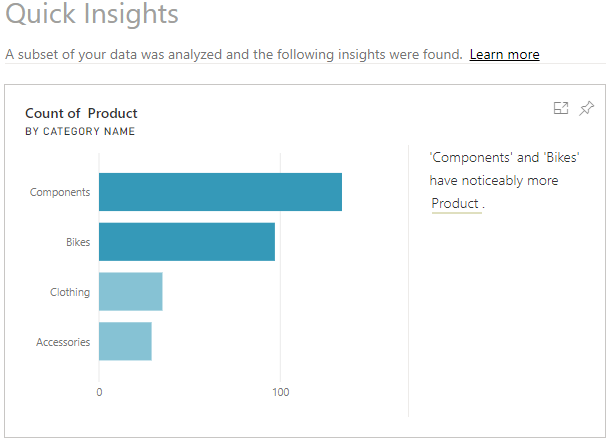 Quick Insights
A subset of your data was analyzed and the following insights were found. Learn more
Count of Product
BY CATEGORY NAME
'Components' and 'Bikes'
have noticeably more
Product .
Components
Bikes
Clothing
Accessories
0 100